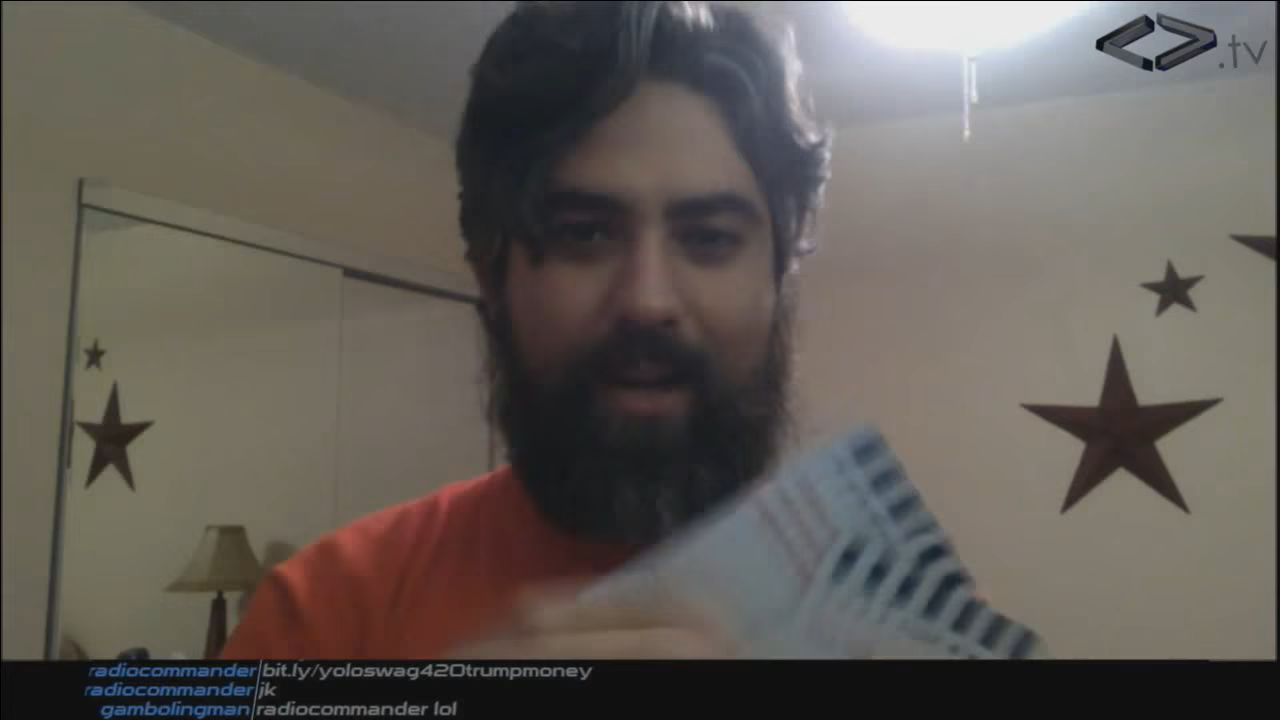 <>.tv
radiocommander bit.ly/yoloswag420trumpmoney
radiocommander jk
gambolingman radiocommander lol